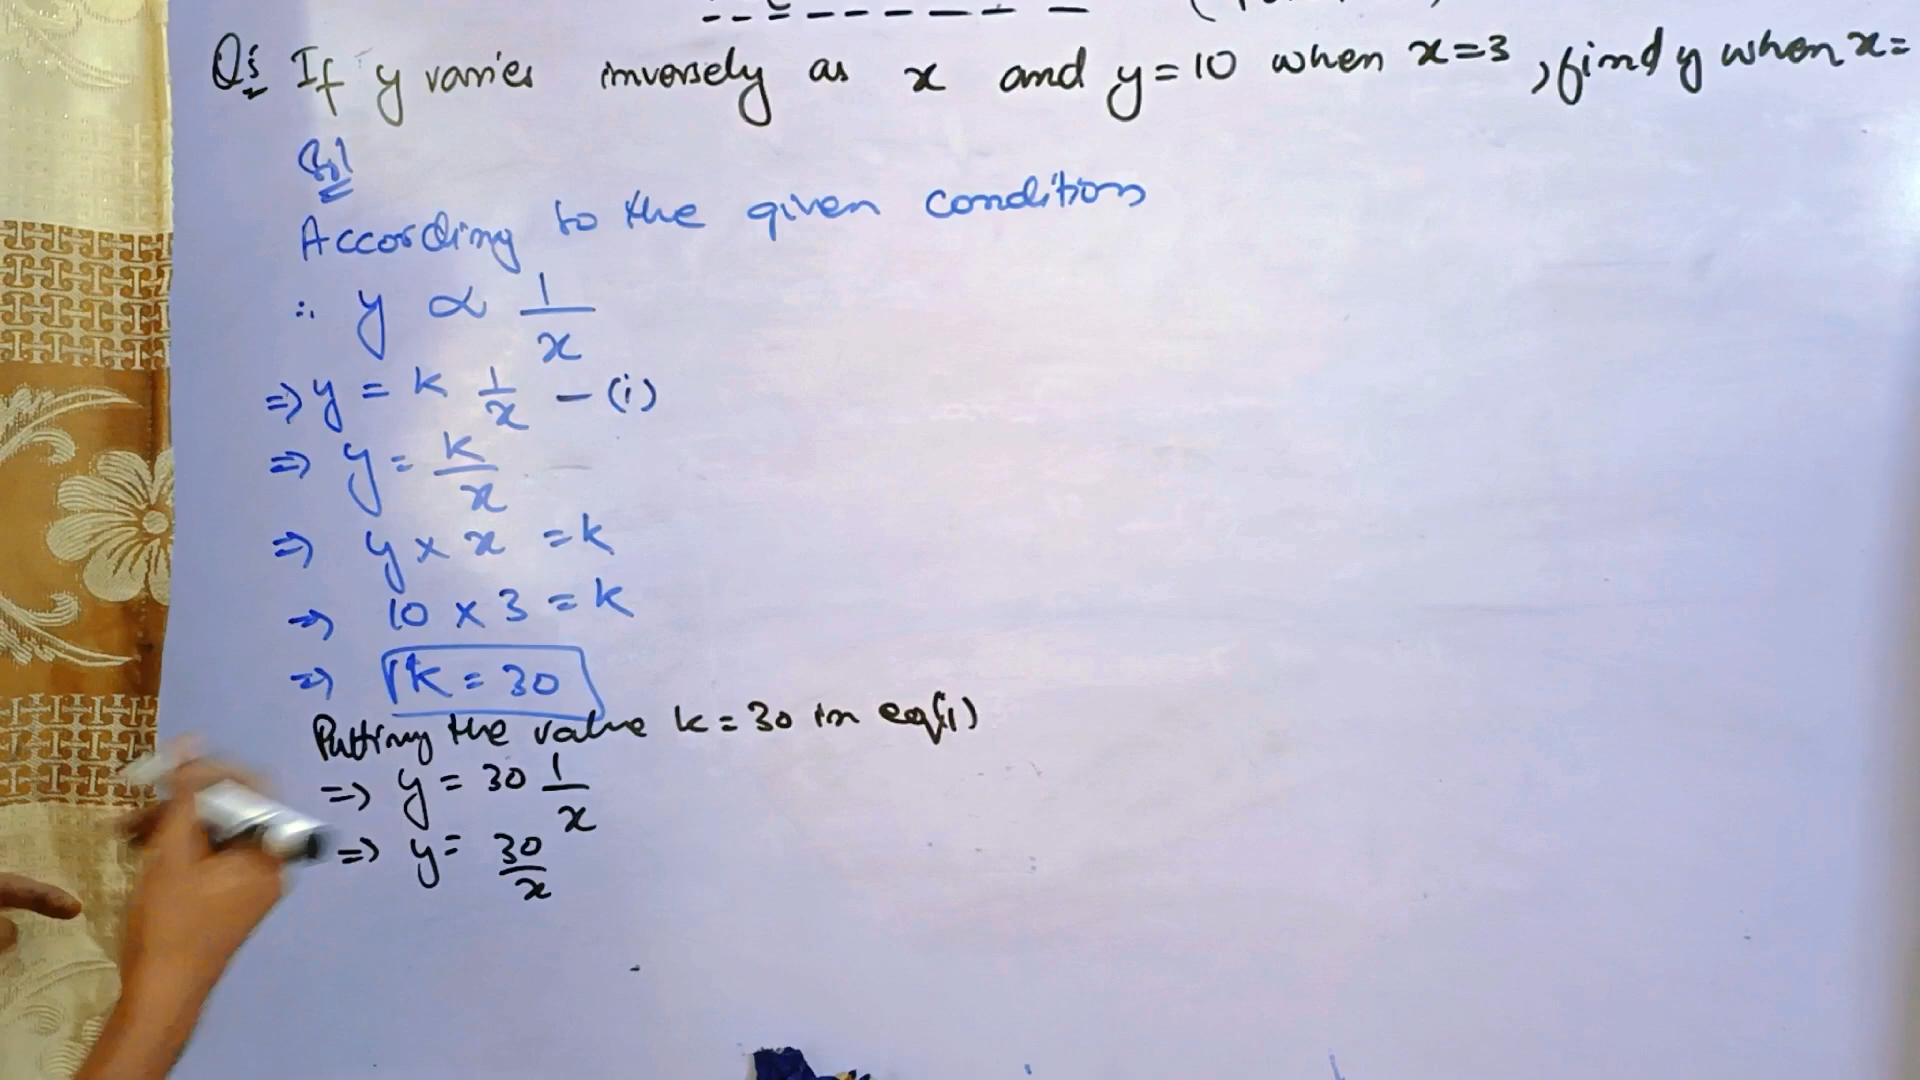 Q: If y varies inversely as x and y = 10 when x = 3 , find y when x =
Sol
According to the given conditions
∴ y ∝ 1/x
⇒ y = k 1/x – (i)
⇒ y = k/x
⇒ y × x = k
⇒ 10 × 3 = k
⇒ k = 30
Putting the value k = 30 in eq(i)
⇒ y = 30 1/x
⇒ y = 30/x